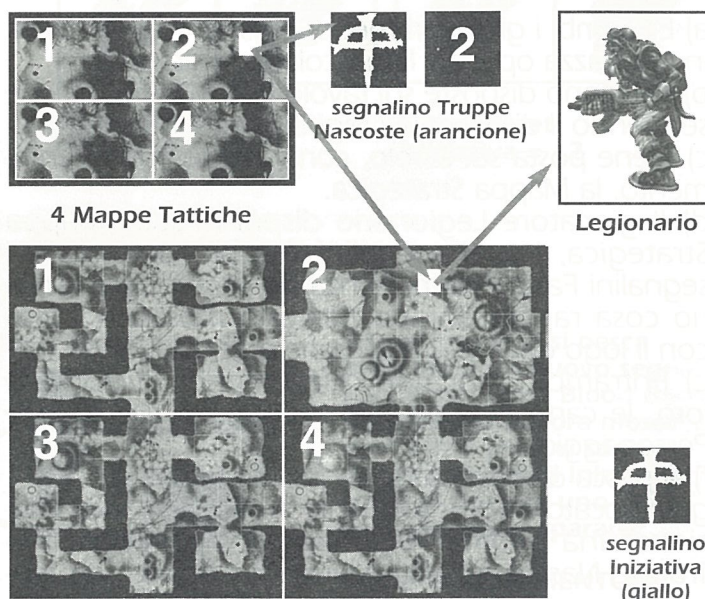 1
2
3
4
2
segnalino Truppe
Nascoste (arancione)
4 Mappe Tattiche
Legionario
1
2
3
4
segnalino
iniziativa
(giallo)